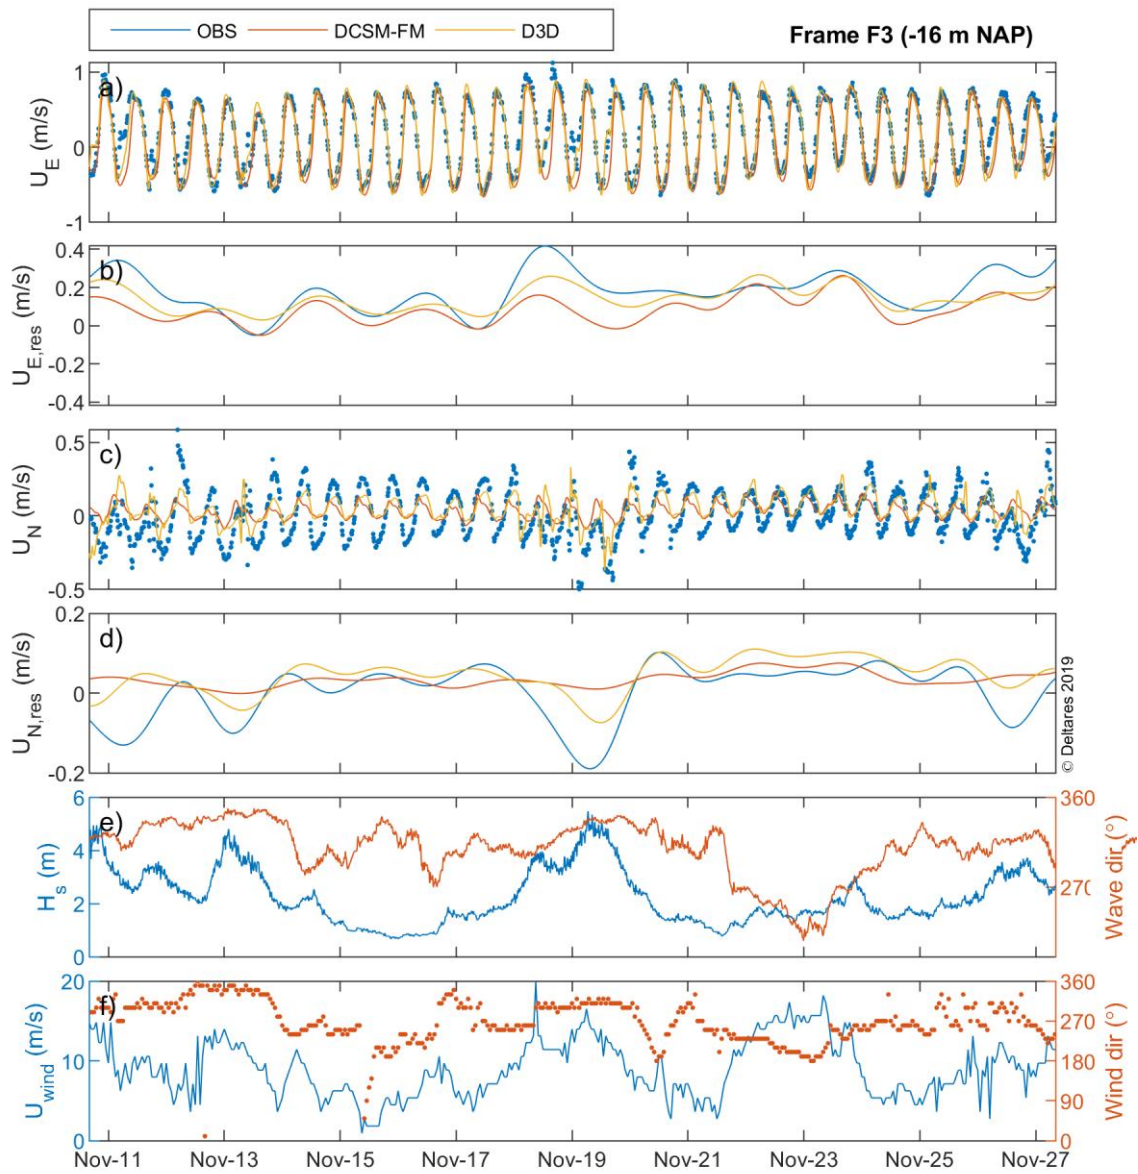 OBS DCSM-FM D3D
Frame F3 (-16 m NAP)
a)
1
0
-1
U_E (m/s)
b)
0.4
0.2
0
-0.2
-0.4
U_E,res (m/s)
c)
0.5
0
-0.5
U_N (m/s)
d)
0.2
0
-0.2
U_N,res (m/s)
© Deltares 2019
e)
6
4
2
0
H_s (m)
360
270
Wave dir (°)
f)
20
10
0
U_wind (m/s)
360
270
180
90
0
Wind dir (°)
Nov-11 Nov-13 Nov-15 Nov-17 Nov-19 Nov-21 Nov-23 Nov-25 Nov-27